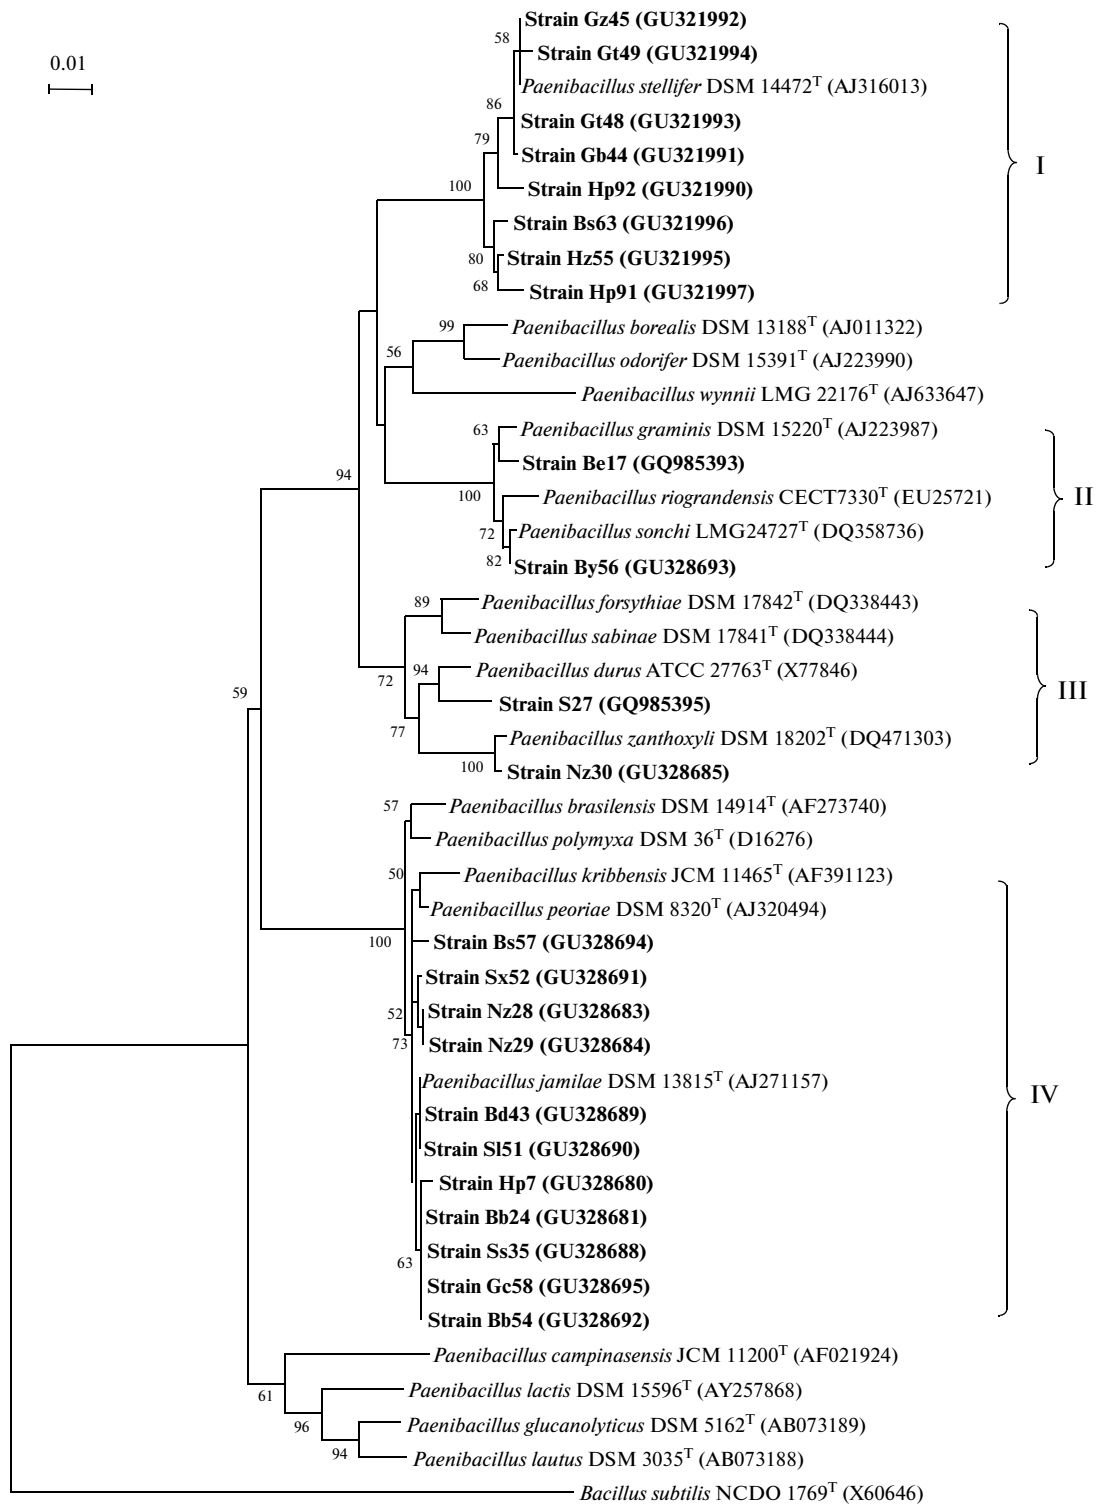 Strain Gz45 (GU321992)
58
Strain Gt49 (GU321994)
0.01
Paenibacillus stellifer DSM 14472T (AJ316013)
86
Strain Gt48 (GU321993)
79
Strain Gb44 (GU321991)
I
100
Strain Hp92 (GU321990)
Strain Bs63 (GU321996)
80
Strain Hz55 (GU321995)
68
Strain Hp91 (GU321997)
99
Paenibacillus borealis DSM 13188T (AJ011322)
56
Paenibacillus odorifer DSM 15391T (AJ223990)
Paenibacillus wynnii LMG 22176T (AJ633647)
63
Paenibacillus graminis DSM 15220T (AJ223987)
Strain Be17 (GQ985393)
94
100
Paenibacillus riograndensis CECT7330T (EU25721)
II
72
Paenibacillus sonchi LMG24727T (DQ358736)
82
Strain By56 (GU328693)
89
Paenibacillus forsythiae DSM 17842T (DQ338443)
Paenibacillus sabinae DSM 17841T (DQ338444)
72
94
Paenibacillus durus ATCC 27763T (X77846)
59
III
Strain S27 (GQ985395)
77
Paenibacillus zanthoxyli DSM 18202T (DQ471303)
100
Strain Nz30 (GU328685)
57
Paenibacillus brasilensis DSM 14914T (AF273740)
Paenibacillus polymyxa DSM 36T (D16276)
50
Paenibacillus kribbensis JCM 11465T (AF391123)
Paenibacillus peoriae DSM 8320T (AJ320494)
100
Strain Bs57 (GU328694)
Strain Sx52 (GU328691)
52
Strain Nz28 (GU328683)
73
Strain Nz29 (GU328684)
Paenibacillus jamilae DSM 13815T (AJ271157)
IV
Strain Bd43 (GU328689)
Strain Sl51 (GU328690)
Strain Hp7 (GU328680)
Strain Bb24 (GU328681)
Strain Ss35 (GU328688)
63
Strain Gc58 (GU328695)
Strain Bb54 (GU328692)
Paenibacillus campinasensis JCM 11200T (AF021924)
61
Paenibacillus lactis DSM 15596T (AY257868)
96
Paenibacillus glucanolyticus DSM 5162T (AB073189)
94
Paenibacillus lautus DSM 3035T (AB073188)
Bacillus subtilis NCDO 1769T (X60646)